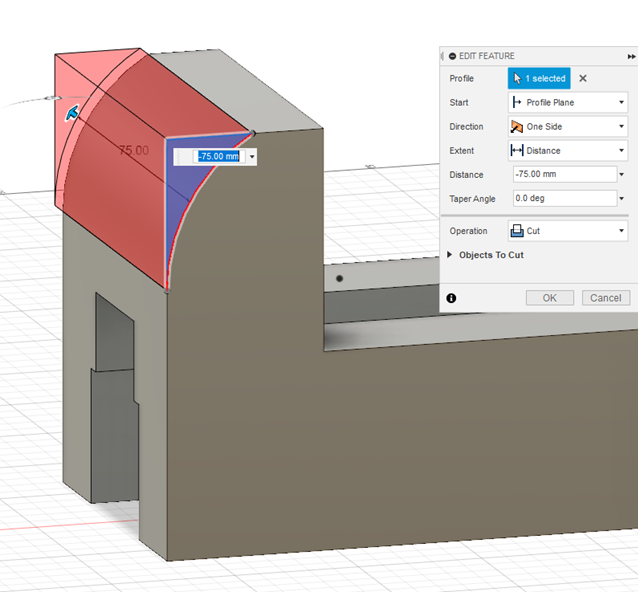 EDIT FEATURE
Profile 1 selected
Start Profile Plane
Direction One Side
Extent Distance
Distance -75.00 mm
Taper Angle 0.0 deg
Operation Cut
Objects To Cut
OK Cancel
75.00
-75.00 mm